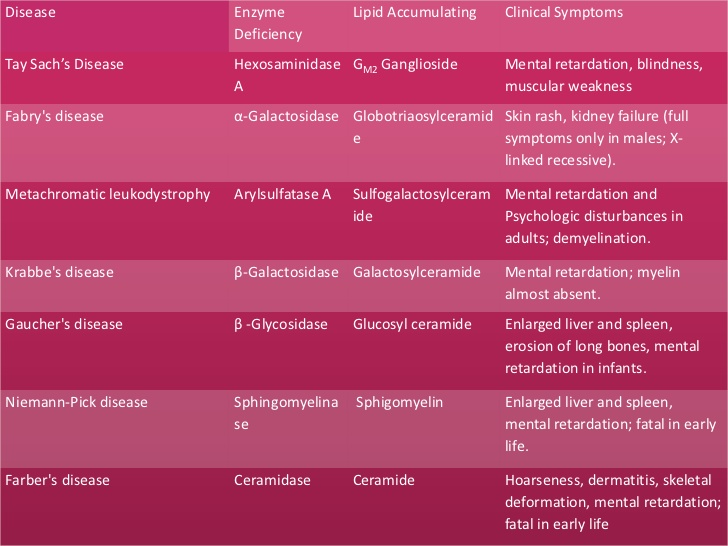 Disease Enzyme Lipid Accumulating Clinical Symptoms
Deficiency
Tay Sach’s Disease Hexosaminidase G_M2 Ganglioside Mental retardation, blindness,
A muscular weakness
Fabry's disease α-Galactosidase Globotriaosylceramid Skin rash, kidney failure (full
e symptoms only in males; X-
linked recessive).
Metachromatic leukodystrophy Arylsulfatase A Sulfogalactosylceram Mental retardation and
ide Psychologic disturbances in
adults; demyelination.
Krabbe's disease β-Galactosidase Galactosylceramide Mental retardation; myelin
almost absent.
Gaucher's disease β -Glycosidase Glucosyl ceramide Enlarged liver and spleen,
erosion of long bones, mental
retardation in infants.
Niemann-Pick disease Sphingomyelina Sphigomyelin Enlarged liver and spleen,
se mental retardation; fatal in early
life.
Farber's disease Ceramidase Ceramide Hoarseness, dermatitis, skeletal
deformation, mental retardation;
fatal in early life